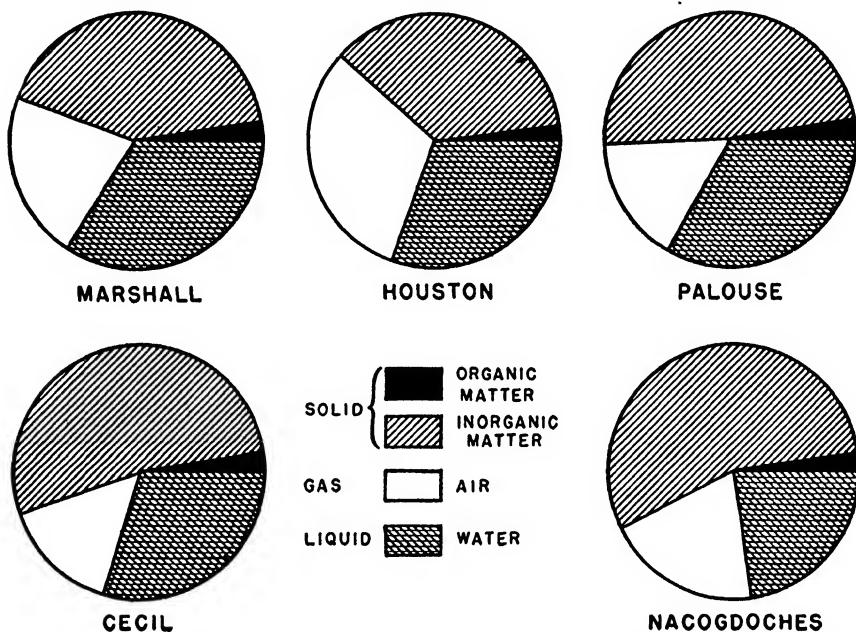 MARSHALL
HOUSTON
PALOUSE
SOLID
ORGANIC
MATTER
INORGANIC
MATTER
GAS
AIR
LIQUID
WATER
CECIL
NACOGDOCHES